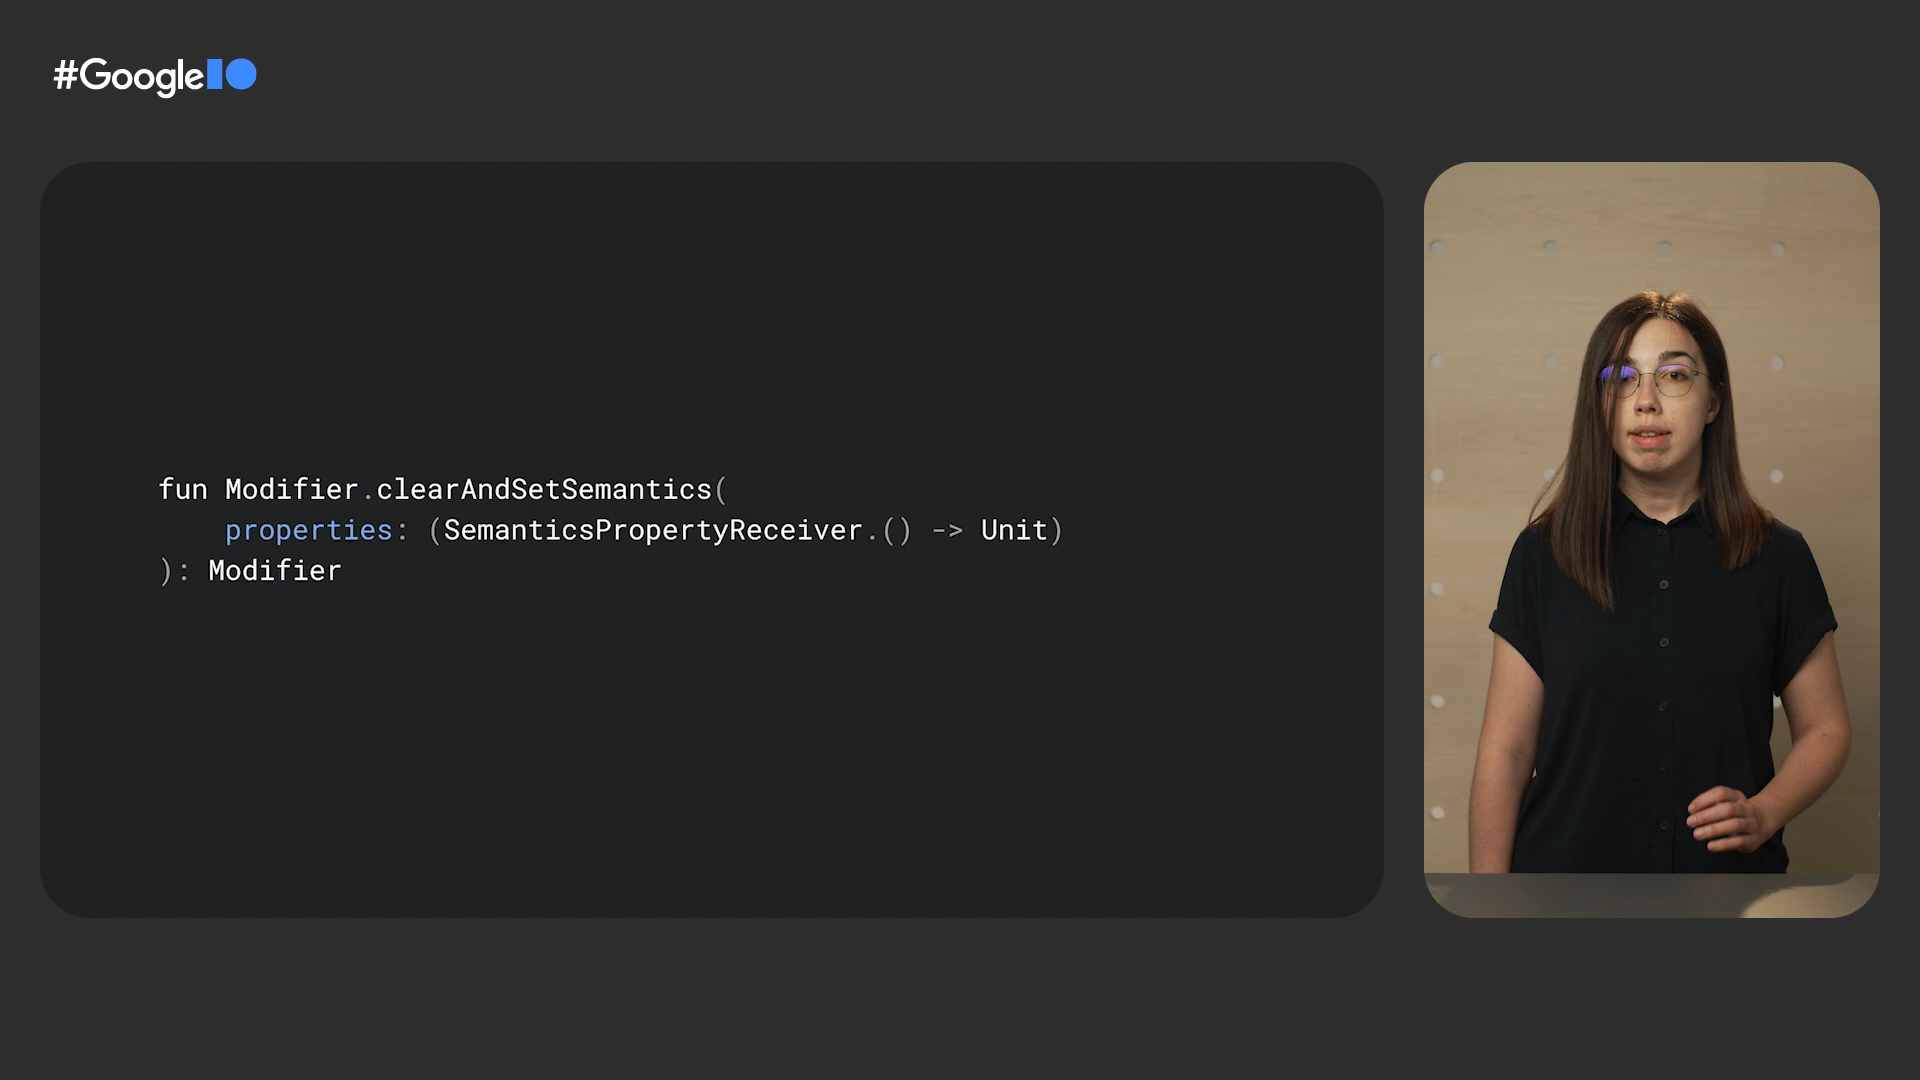 #GoogleIO
fun Modifier.clearAndSetSemantics(
properties: (SemanticsPropertyReceiver.() -> Unit)
): Modifier